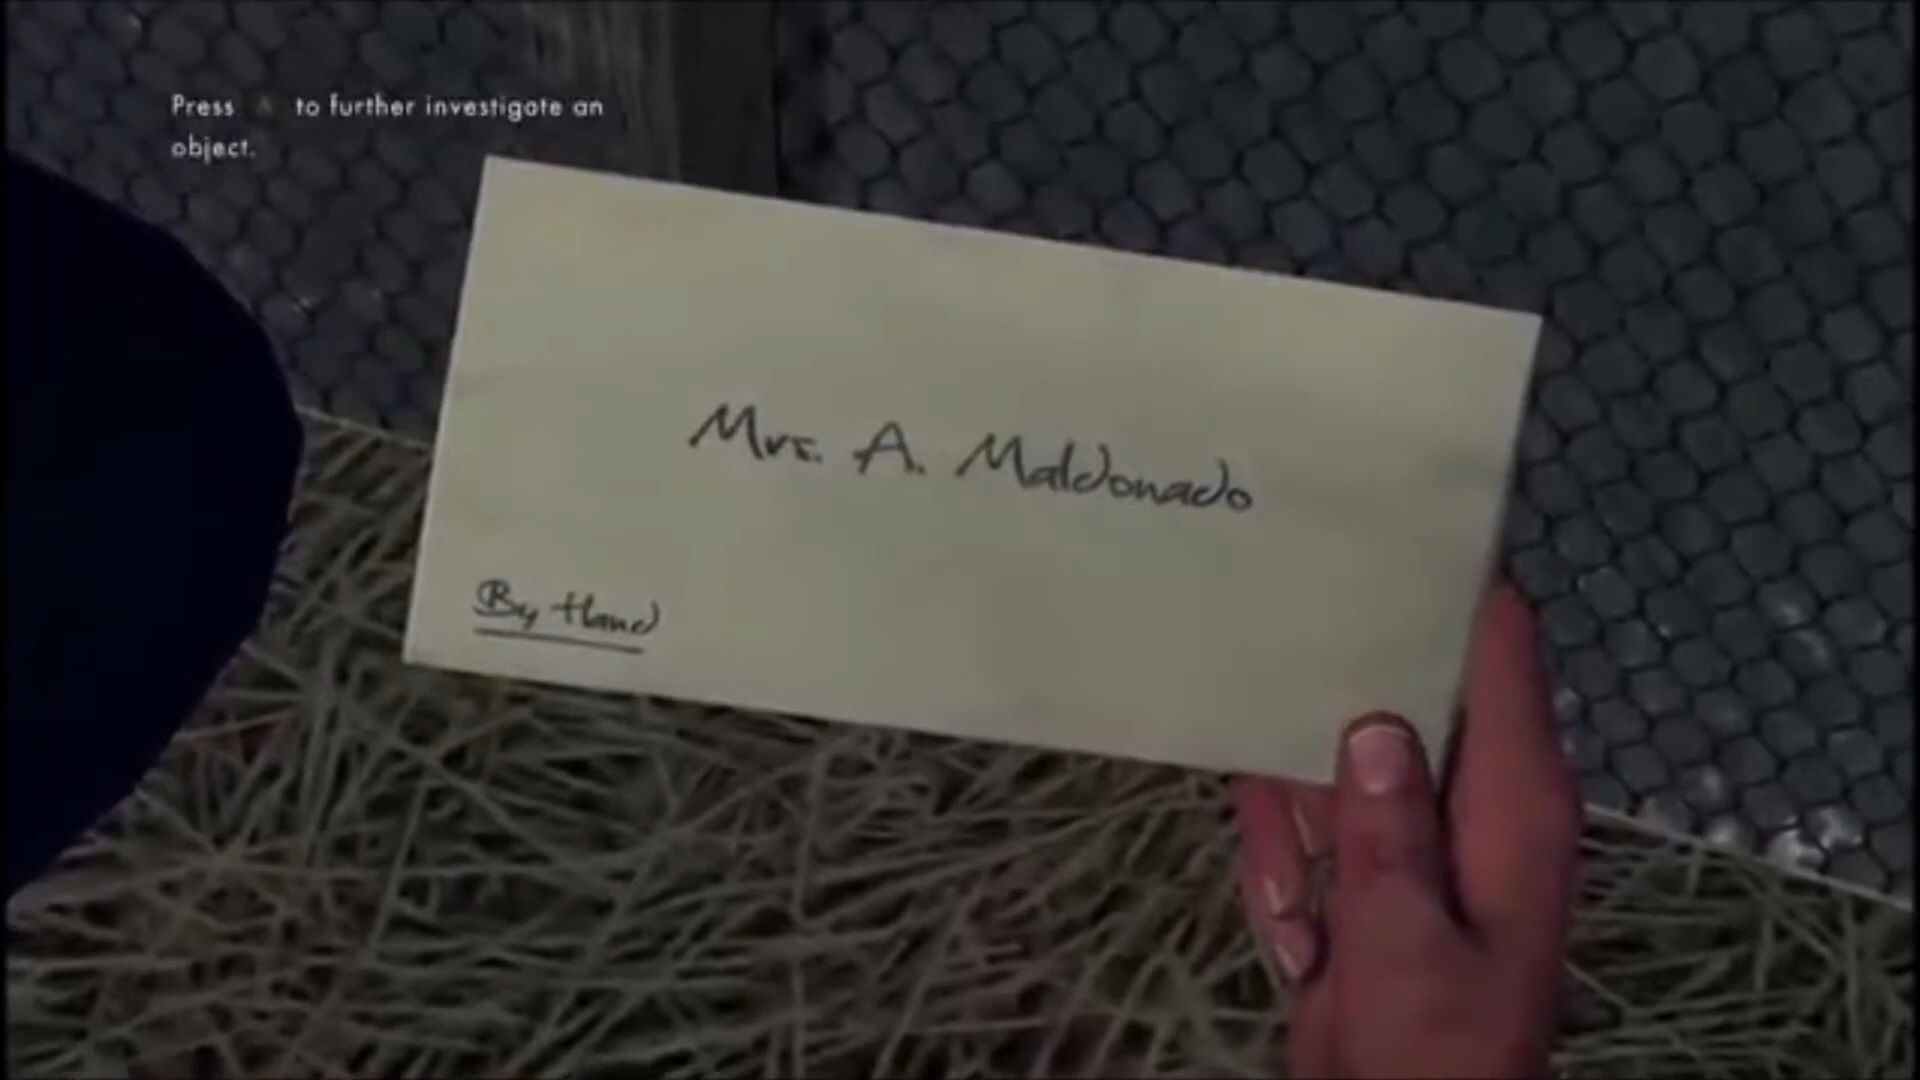 Press A to further investigate an
object.
Mrs. A. Maldonado
By Hand